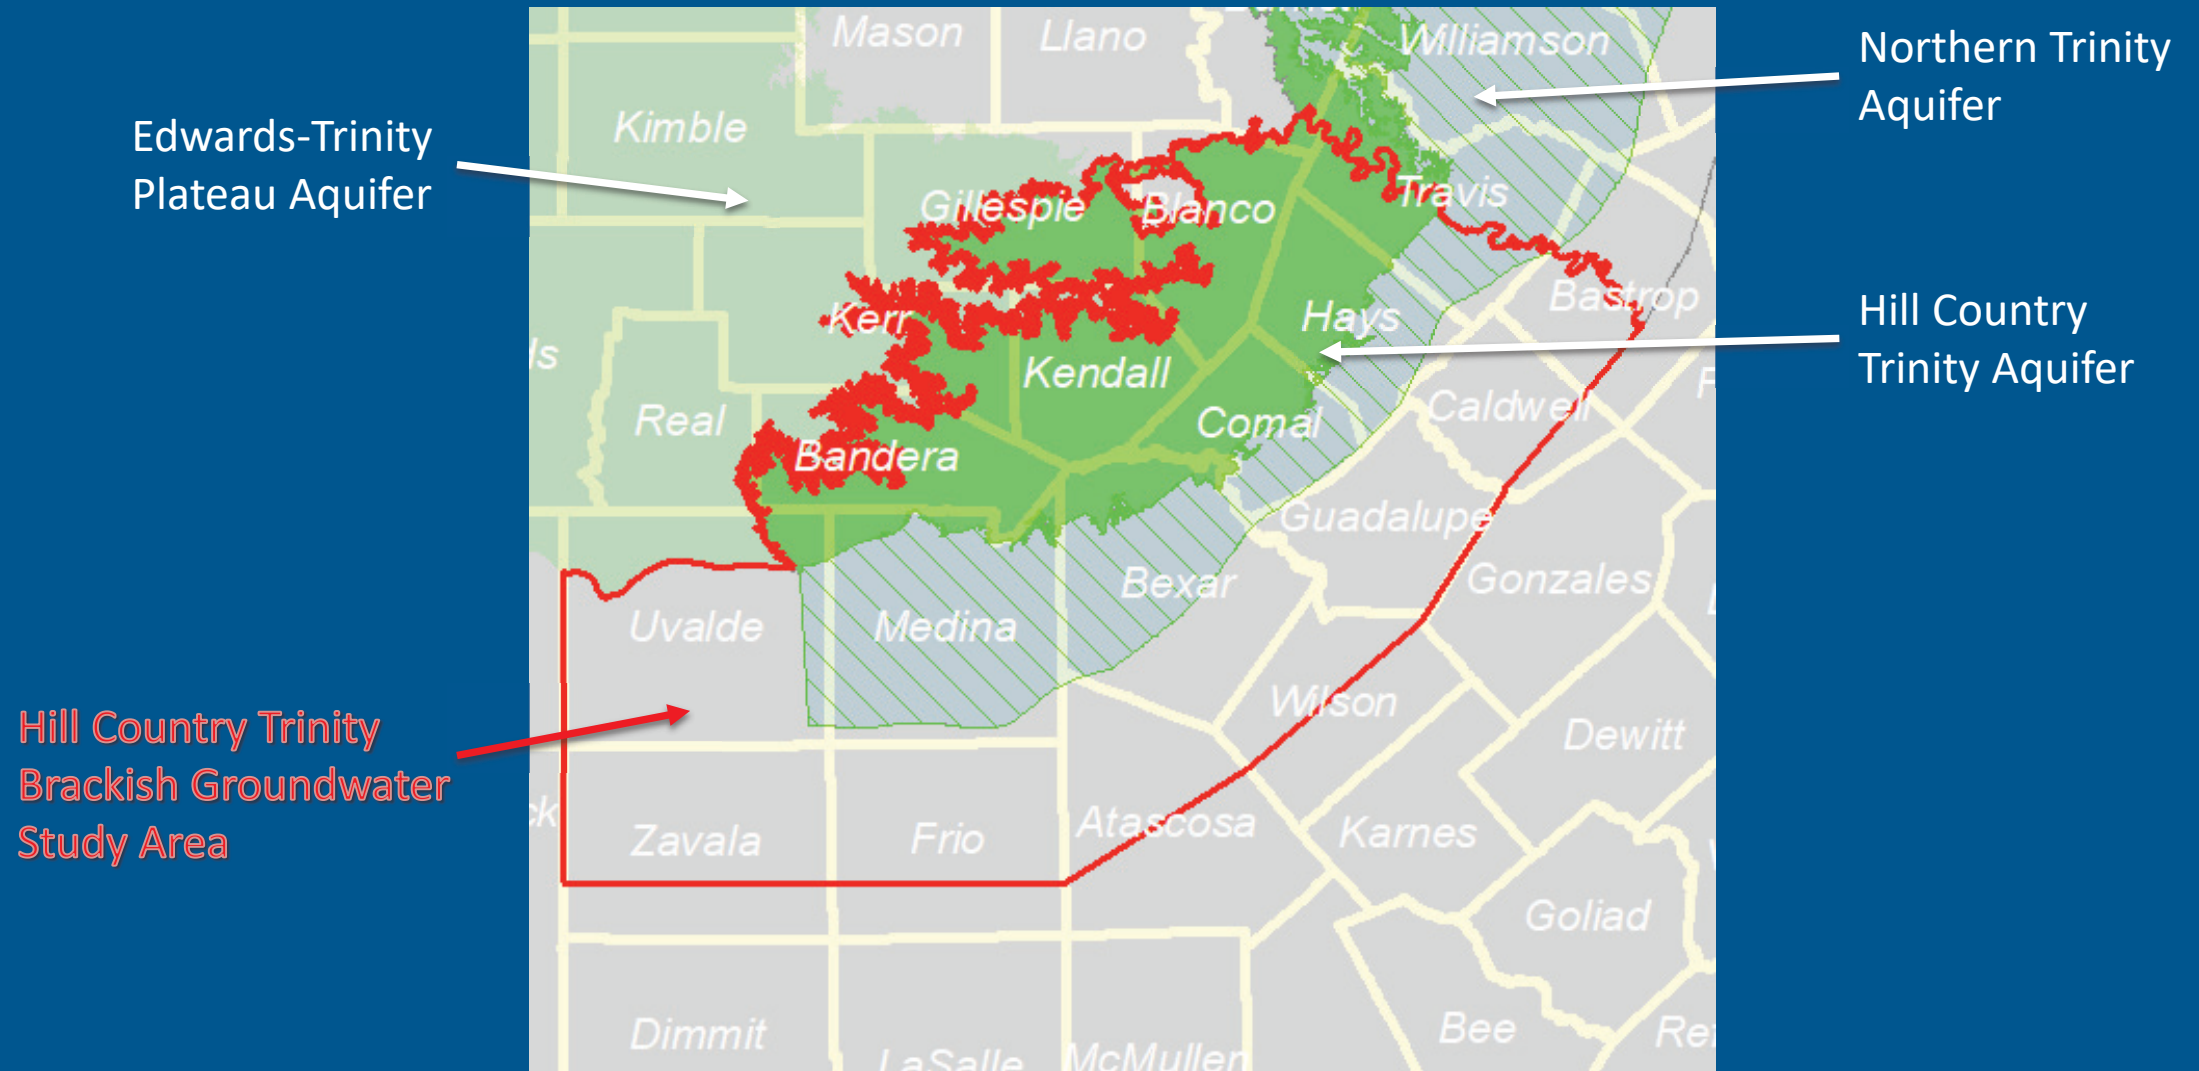 Mason
Llano
Williamson
Northern Trinity
Aquifer
Kimble
Edwards-Trinity
Plateau Aquifer
Gillespie
Blanco
Travis
Bastrop
Hill Country
Trinity Aquifer
Kerr
Hays
Kendall
Real
Comal
Caldwell
Bandera
Guadalupe
Bexar
Gonzales
Uvalde
Medina
Wilson
Hill Country Trinity
Brackish Groundwater
Study Area
Dewitt
Zavala
Frio
Atascosa
Karnes
Goliad
Dimmit
LaSalle
McMullen
Bee